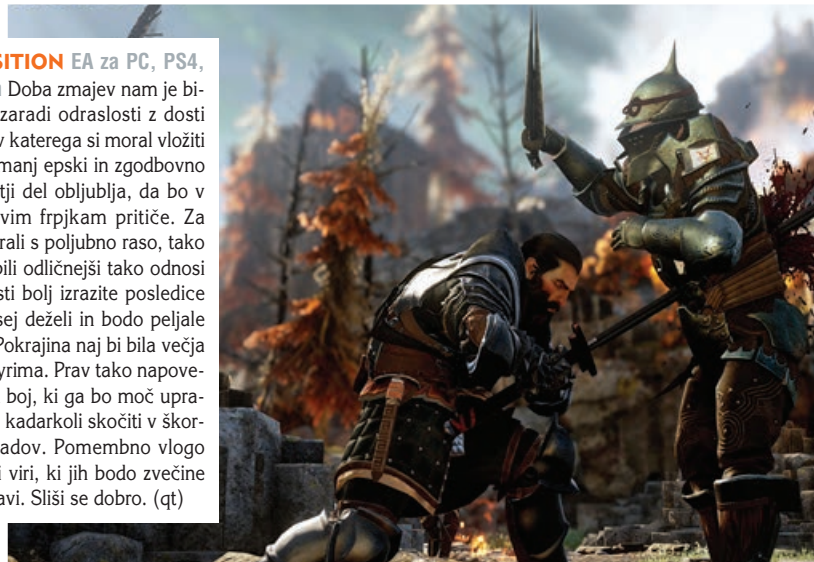 SITION EA za PC, PS4,
Doba zmajev nam je bi-
zaradi odraslosti z dosti
v katerega si moral vložiti
manj epski in zgodbovno
tji del obljublja, da bo v
vim frpjkam pritiče. Za
rali s poljubno raso, tako
bili odličnejši tako odnosi
sti bolj izrazite posledice
sej deželi in bodo peljale
Pokrajina naj bi bila večja
yrima. Prav tako napove-
boj, ki ga bo moč upra-
kadarkoli skočiti v škor-
adov. Pomembno vlogo
i viri, ki jih bodo zvečine
avi. Sliši se dobro. (qt)